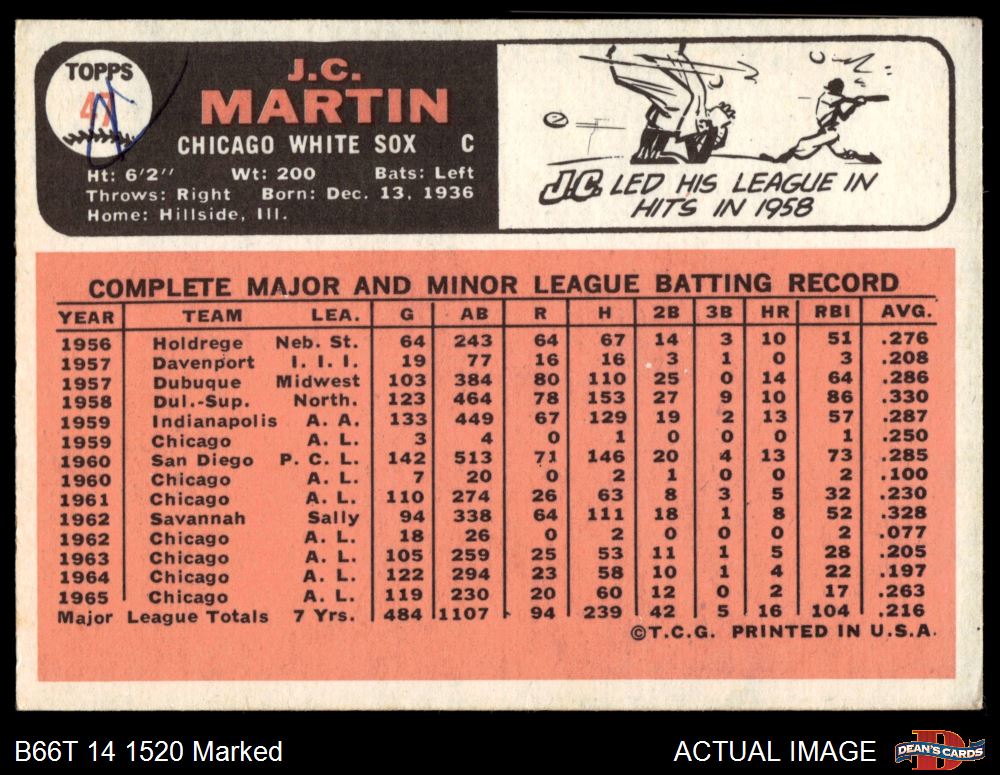 TOPPS
47
J.C.
MARTIN
CHICAGO WHITE SOX C
Ht: 6'2" Wt: 200 Bats: Left
Throws: Right Born: Dec. 13, 1936
Home: Hillside, Ill.
J.C. LED HIS LEAGUE IN
HITS IN 1958
COMPLETE MAJOR AND MINOR LEAGUE BATTING RECORD
YEAR TEAM LEA. G AB R H 2B 3B HR RBI AVG.
1956 Holdrege Neb. St. 64 243 64 67 14 3 10 51 .276
1957 Davenport I. I. I. 19 77 16 16 3 1 0 3 .208
1957 Dubuque Midwest 103 384 80 110 25 0 14 64 .286
1958 Dul.-Sup. North. 123 464 78 153 27 9 10 86 .330
1959 Indianapolis A. A. 133 449 67 129 19 2 13 57 .287
1959 Chicago A. L. 3 4 0 1 0 0 0 1 .250
1960 San Diego P. C. L. 142 513 71 146 20 4 13 73 .285
1960 Chicago A. L. 7 20 0 2 1 0 0 2 .100
1961 Chicago A. L. 110 274 26 63 8 3 5 32 .230
1962 Savannah Sally 94 338 64 111 18 1 8 52 .328
1962 Chicago A. L. 18 26 0 2 0 0 0 2 .077
1963 Chicago A. L. 105 259 25 53 11 1 5 28 .205
1964 Chicago A. L. 122 294 23 58 10 1 4 22 .197
1965 Chicago A. L. 119 230 20 60 12 0 2 17 .263
Major League Totals 7 Yrs. 484 1107 94 239 42 5 16 104 .216
©T.C.G. PRINTED IN U.S.A.
B66T 14 1520 Marked
ACTUAL IMAGE
DEAN'S CARDS